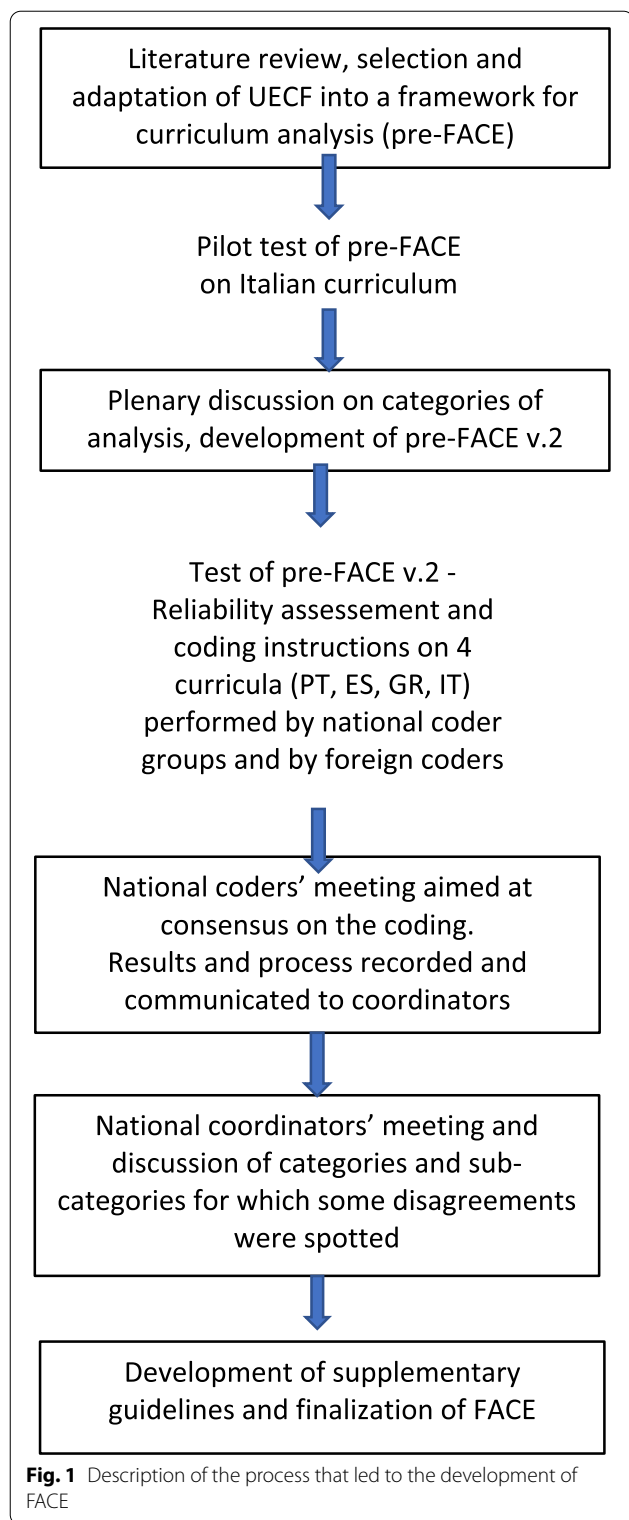 Literature review, selection and
adaptation of UECF into a framework for
curriculum analysis (pre-FACE)
Pilot test of pre-FACE
on Italian curriculum
Plenary discussion on categories of
analysis, development of pre-FACE v.2
Test of pre-FACE v.2 -
Reliability assessement and
coding instructions on 4
curricula (PT, ES, GR, IT)
performed by national coder
groups and by foreign coders
National coders’ meeting aimed at
consensus on the coding.
Results and process recorded and
communicated to coordinators
National coordinators’ meeting and
discussion of categories and sub-
categories for which some disagreements
were spotted
Development of supplementary
guidelines and finalization of FACE
Fig. 1 Description of the process that led to the development of
FACE